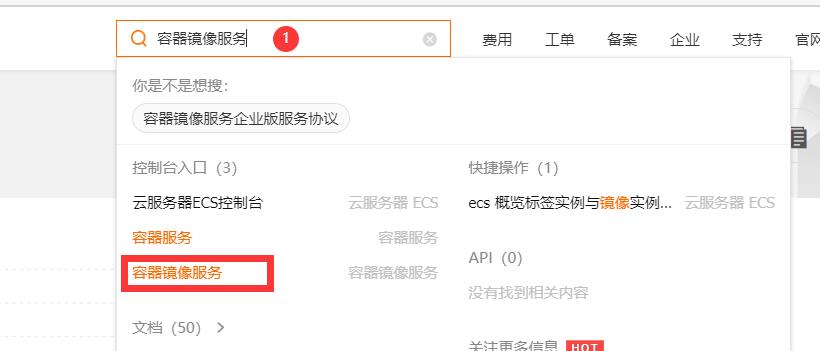 容器镜像服务 1 费用 工单 备案 企业 支持 官网
你是不是想搜：
容器镜像服务企业版服务协议
控制台入口（3）
云服务器ECS控制台 云服务器 ECS
容器服务 容器服务
容器镜像服务 容器镜像服务
文档（50） >
快捷操作（1）
ecs 概览标签实例与镜像实例... 云服务器 ECS
API（0）
没有找到相关内容
关注更多信息 HOT